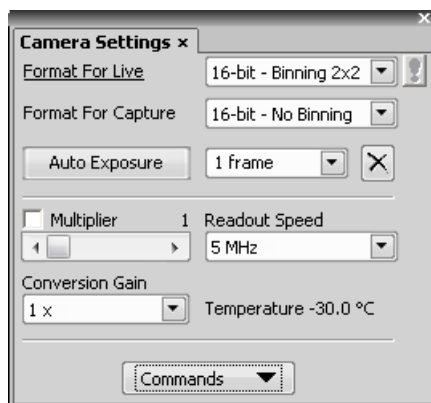 Camera Settings ×
Format For Live 16-bit - Binning 2x2
Format For Capture 16-bit - No Binning
Auto Exposure 1 frame
Multiplier 1 Readout Speed
5 MHz
Conversion Gain
1 x Temperature -30.0 °C
Commands